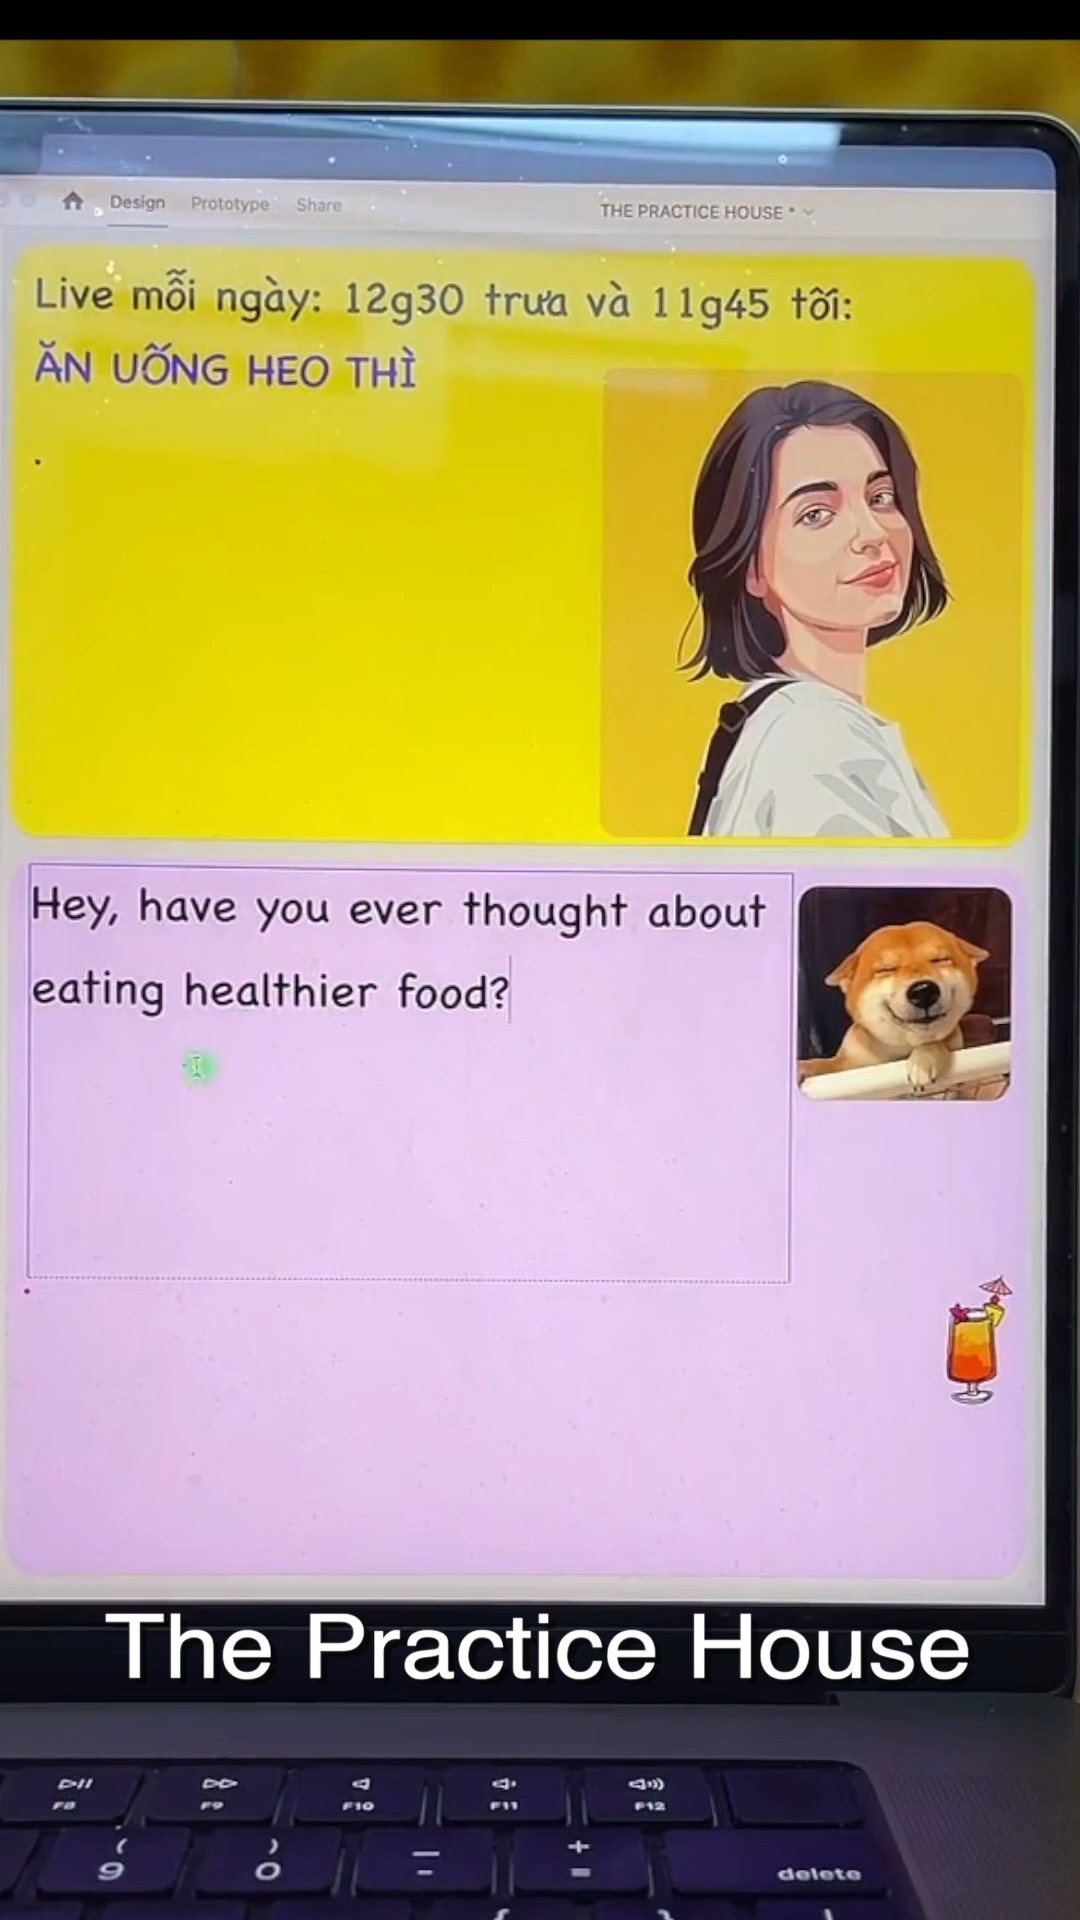 Design Prototype Share
THE PRACTICE HOUSE *
Live mỗi ngày: 12g30 trưa và 11g45 tối:
ĂN UỐNG HEO THÌ
.
Hey, have you ever thought about
eating healthier food?
The Practice House
F8 F9 F10 F11 F12
( ) — +
9 0 - =
delete